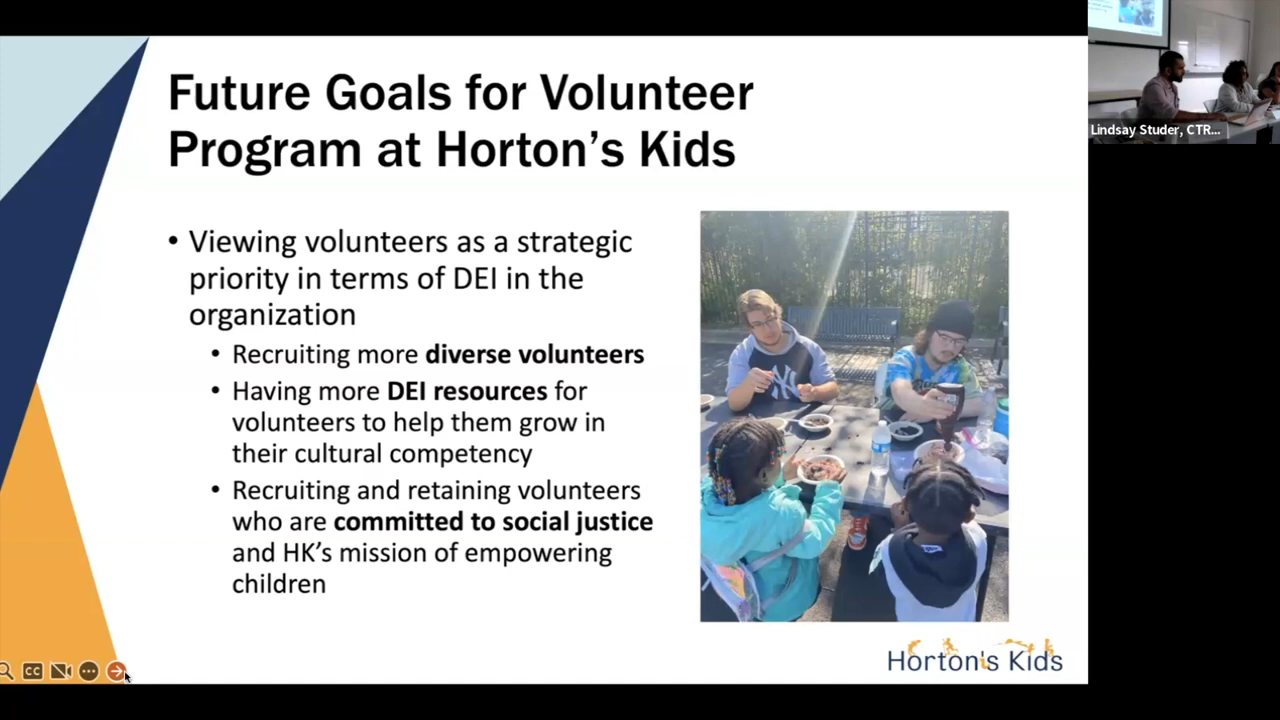 Future Goals for Volunteer
Program at Horton's Kids
• Viewing volunteers as a strategic
priority in terms of DEI in the
organization
• Recruiting more diverse volunteers
• Having more DEI resources for
volunteers to help them grow in
their cultural competency
• Recruiting and retaining volunteers
who are committed to social justice
and HK's mission of empowering
children
Horton's Kids
CC
Lindsay Studer, CTR...